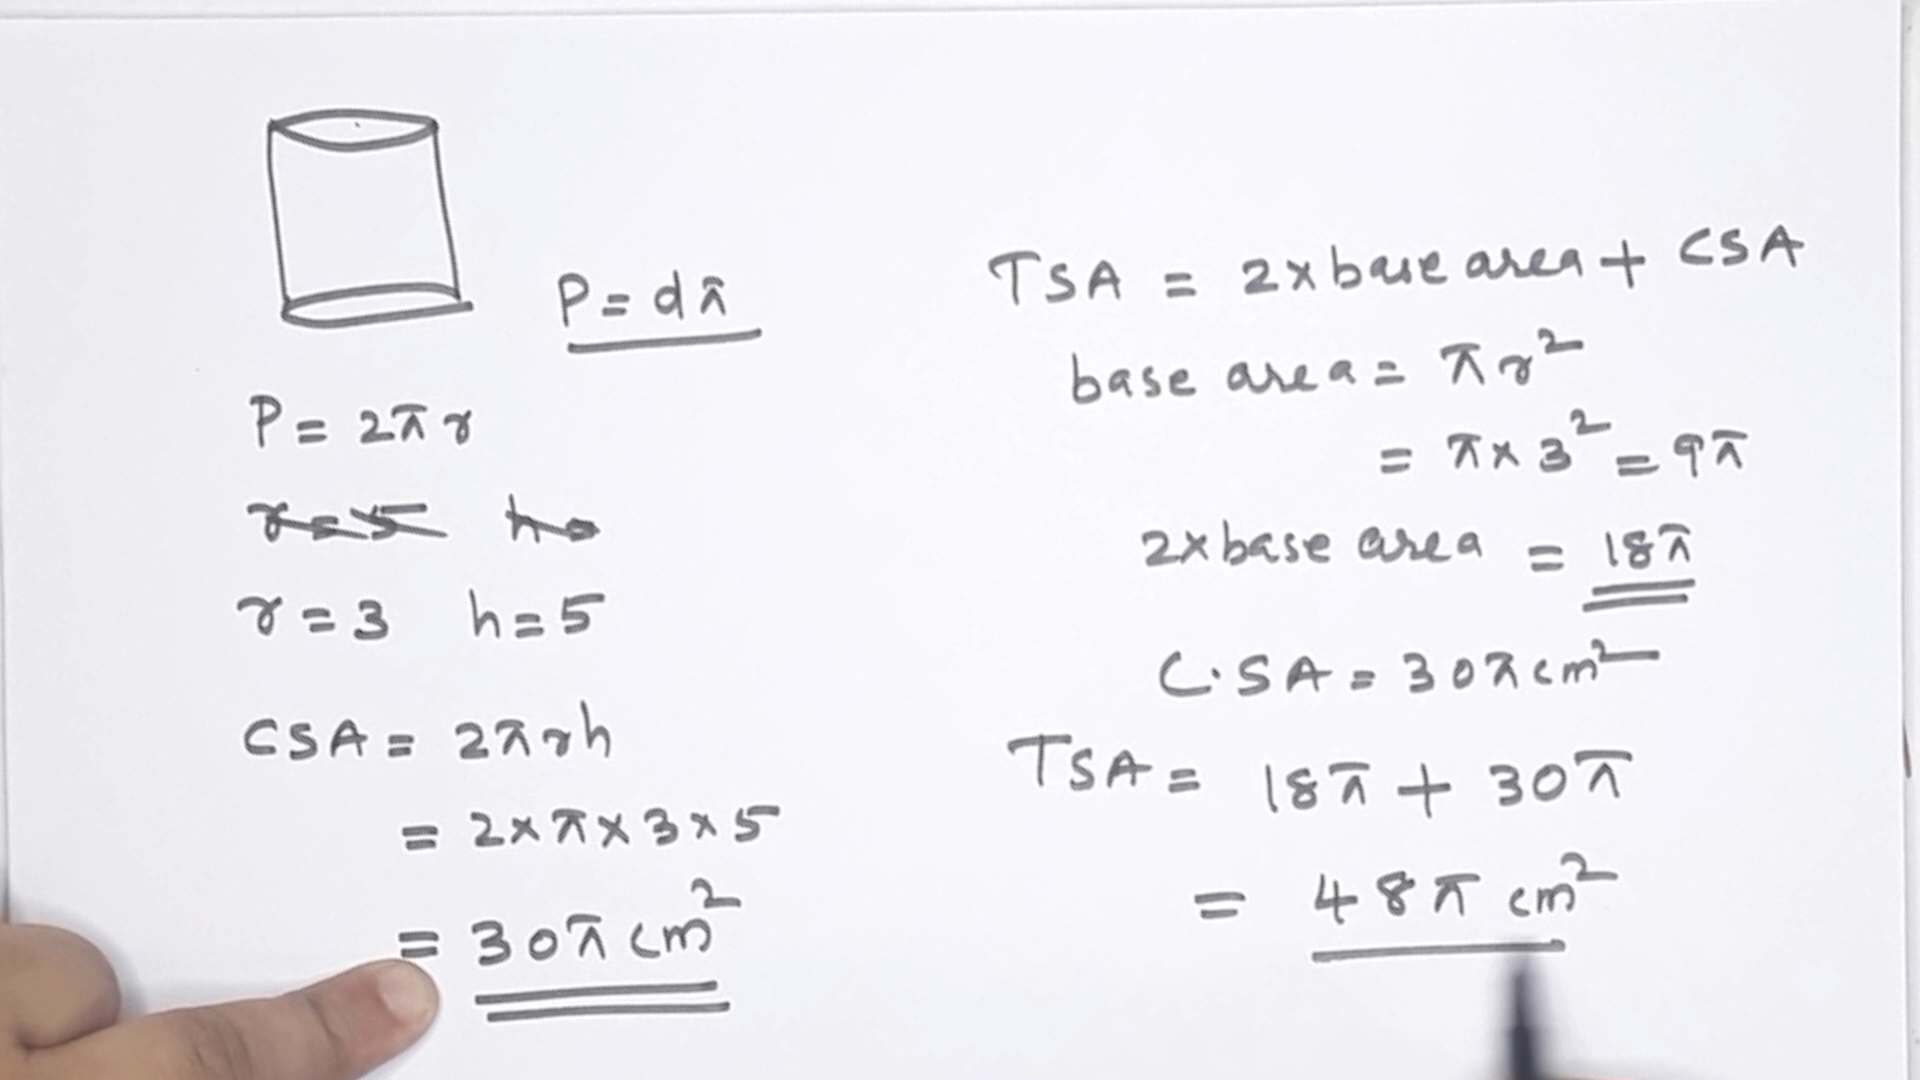 P = dπ
P = 2πr
r = 5 h =
r = 3 h = 5
CSA = 2πrh
= 2×π×3×5
= 30π cm²
TSA = 2×base area + CSA
base area = πr²
= π×3² = 9π
2×base area = 18π
C.SA = 30π cm²
TSA = 18π + 30π
= 48π cm²